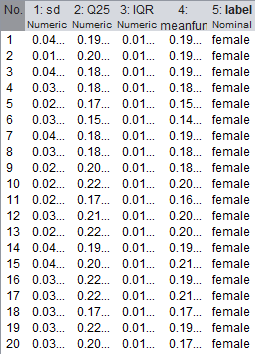 No. 1: sd 2: Q25 3: IQR 4: 5: label
Numeric Numeric Numeric meanfun Nominal
1 0.04... 0.19... 0.01... 0.19... female
2 0.01... 0.20... 0.01... 0.19... female
3 0.04... 0.18... 0.01... 0.19... female
4 0.03... 0.18... 0.01... 0.18... female
5 0.02... 0.17... 0.01... 0.15... female
6 0.03... 0.15... 0.01... 0.14... female
7 0.04... 0.18... 0.01... 0.19... female
8 0.03... 0.18... 0.01... 0.18... female
9 0.02... 0.20... 0.01... 0.18... female
10 0.02... 0.22... 0.01... 0.20... female
11 0.02... 0.17... 0.01... 0.16... female
12 0.03... 0.21... 0.01... 0.20... female
13 0.02... 0.22... 0.01... 0.20... female
14 0.04... 0.19... 0.01... 0.19... female
15 0.04... 0.20... 0.01... 0.21... female
16 0.03... 0.22... 0.01... 0.19... female
17 0.03... 0.22... 0.01... 0.21... female
18 0.03... 0.17... 0.01... 0.17... female
19 0.03... 0.22... 0.01... 0.19... female
20 0.03... 0.20... 0.01... 0.17... female